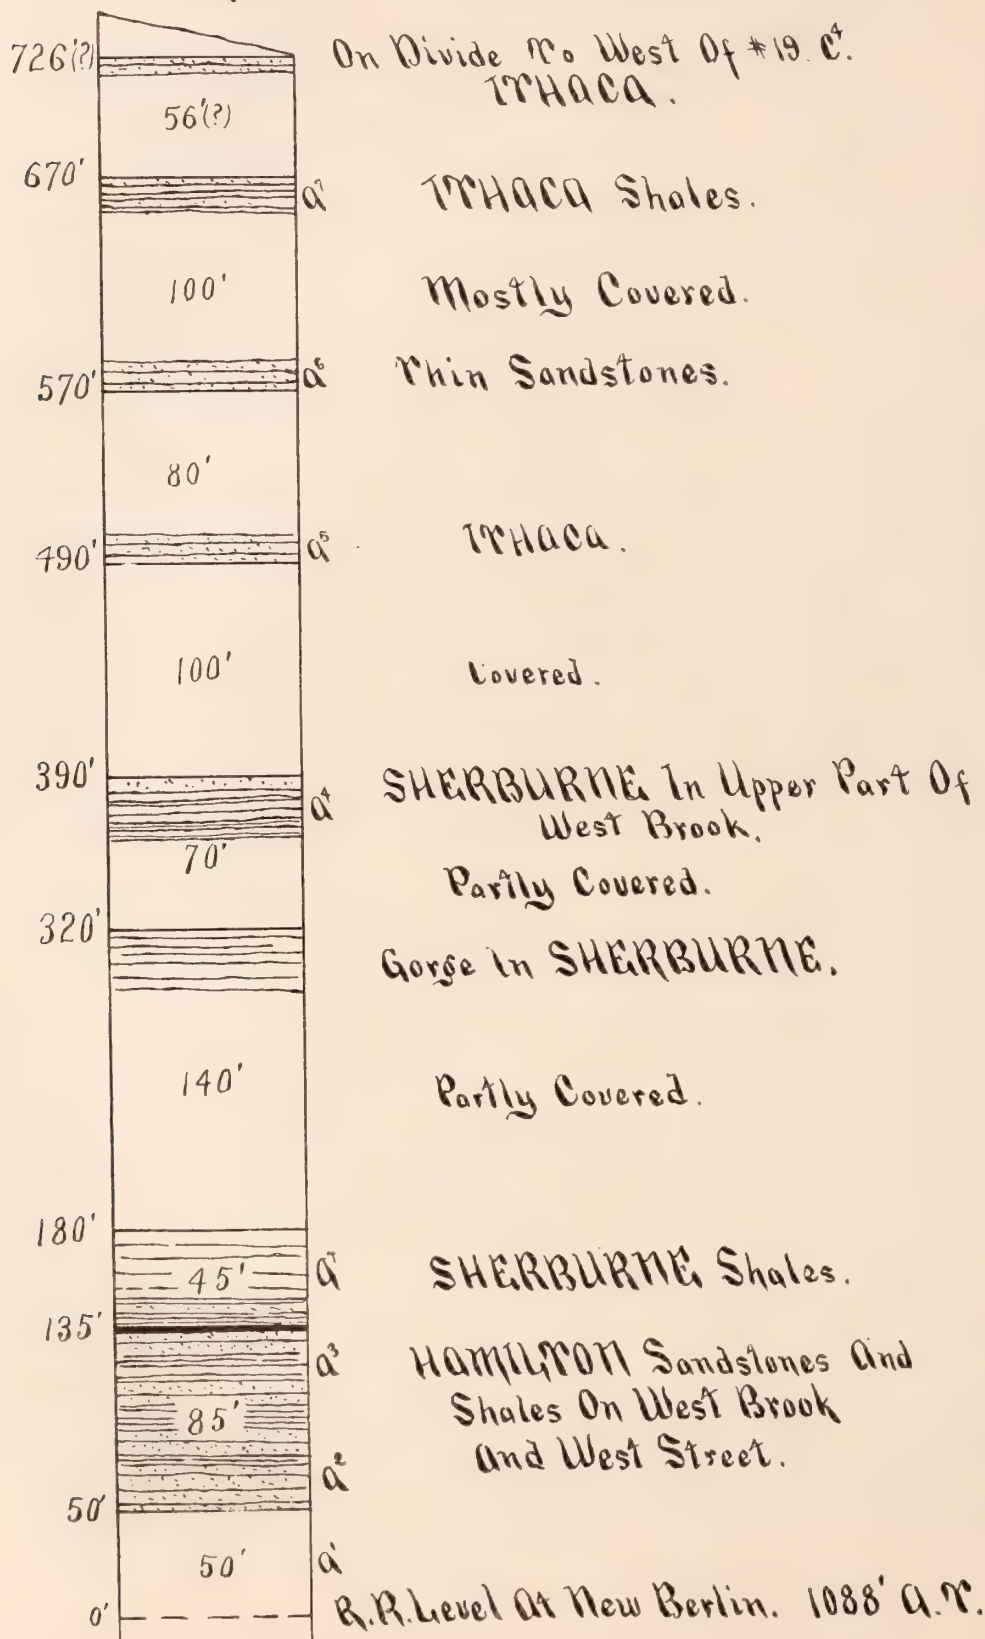 726'(?) On Divide To West Of #19. C⁴.
ITHACA.
56'(?)
670'
a⁷ ITHACA Shales.
100' Mostly Covered.
a⁶ Thin Sandstones.
570'
80'
490' a⁵ ITHACA.
100' Covered.
390' SHERBURNE In Upper Part Of
a⁴ West Brook.
70'
Partly Covered.
320'
Gorge In SHERBURNE.
140' Partly Covered.
180'
45' SHERBURNE Shales.
135'
a³ HAMILTON Sandstones And
85' Shales On West Brook
a² And West Street.
50'
50' a¹
0' R.R. Level At New Berlin. 1088' A.T.